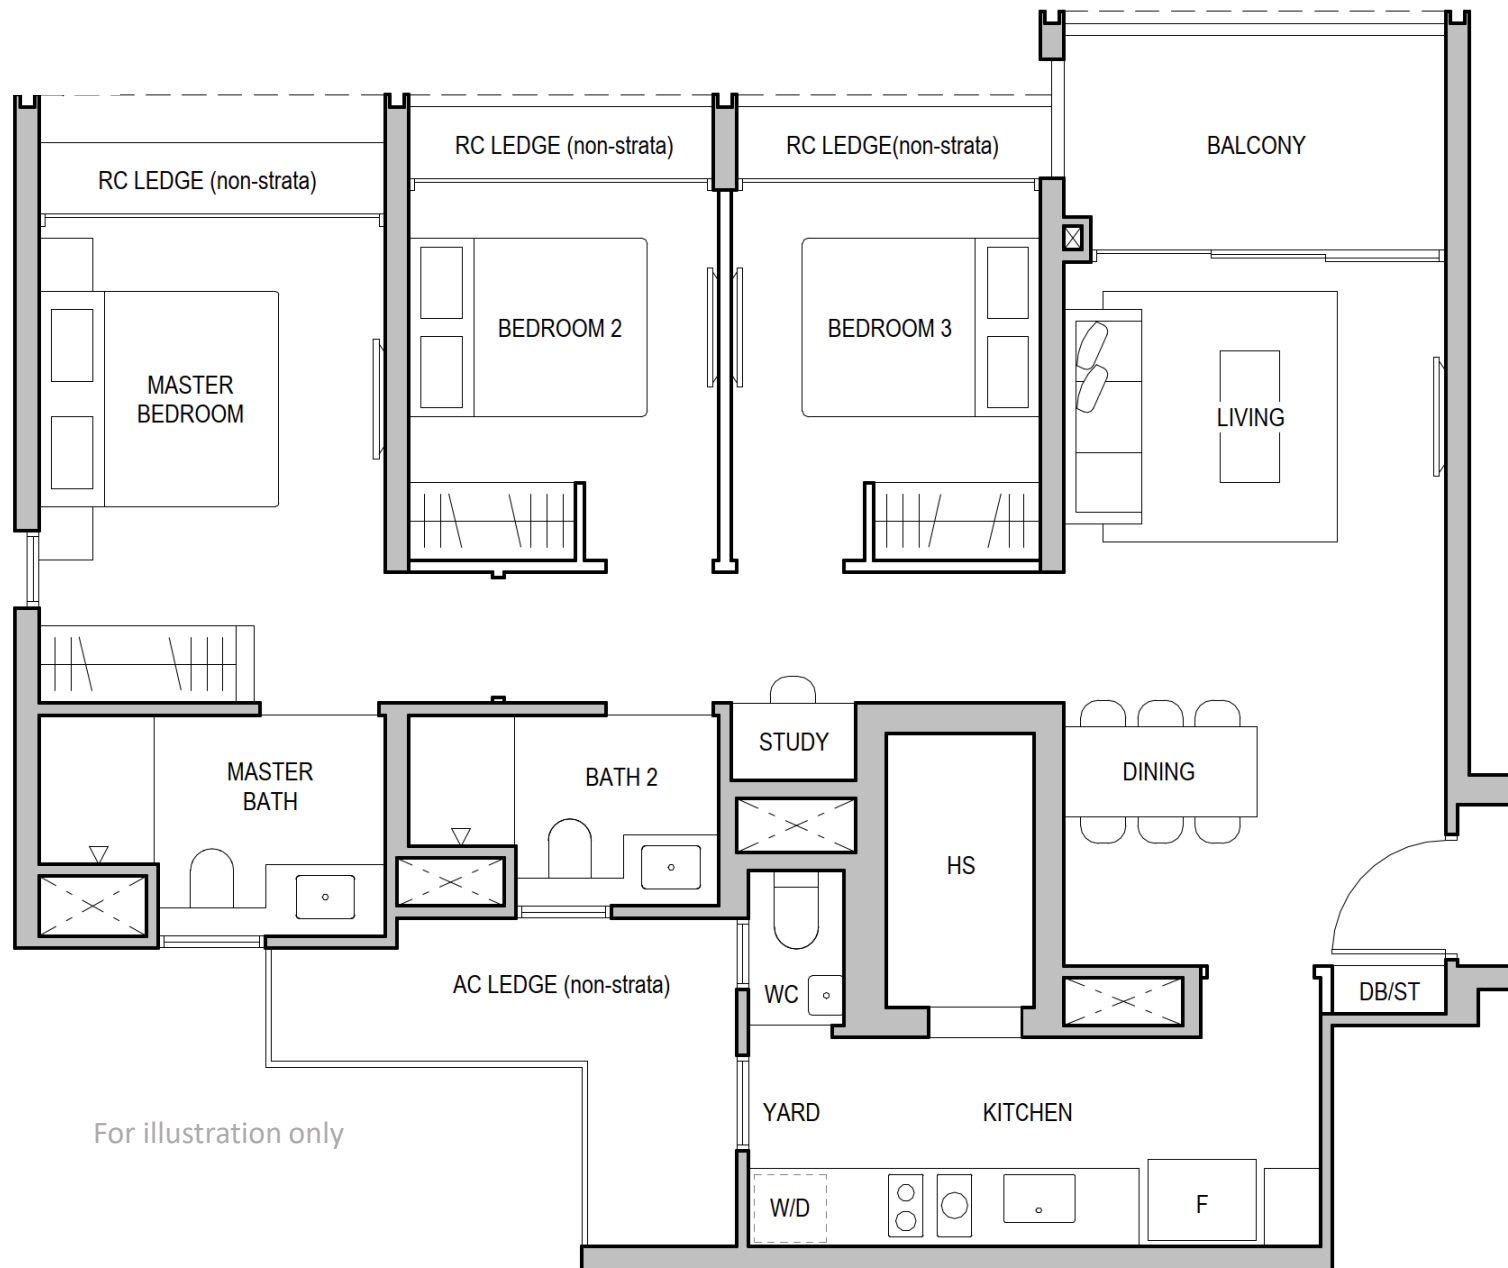 RC LEDGE (non-strata)
RC LEDGE(non-strata)
BALCONY
RC LEDGE (non-strata)
BEDROOM 2
BEDROOM 3
MASTER
BEDROOM
LIVING
STUDY
MASTER
BATH
BATH 2
DINING
HS
AC LEDGE (non-strata)
WC
DB/ST
YARD
KITCHEN
For illustration only
W/D
F